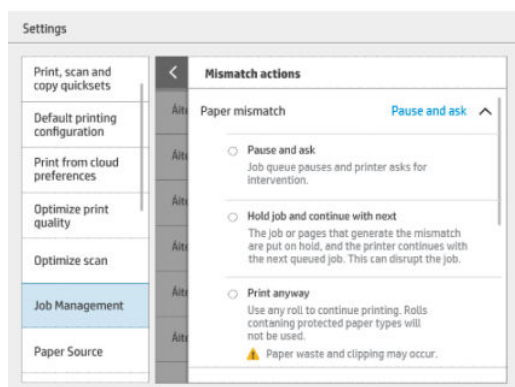 Settings
Print, scan and
copy quicksets
Default printing
configuration
Print from cloud
preferences
Optimize print
quality
Optimize scan
Job Management
Paper Source
Mismatch actions
Paper mismatch
Pause and ask
Pause and ask
Job queue pauses and printer asks for
intervention.
Hold job and continue with next
The job or pages that generate the mismatch
are put on hold, and the printer continues with
the next queued job. This can disrupt the job.
Print anyway
Use any roll to continue printing. Rolls
contaning protected paper types will
not be used.
Paper waste and clipping may occur.